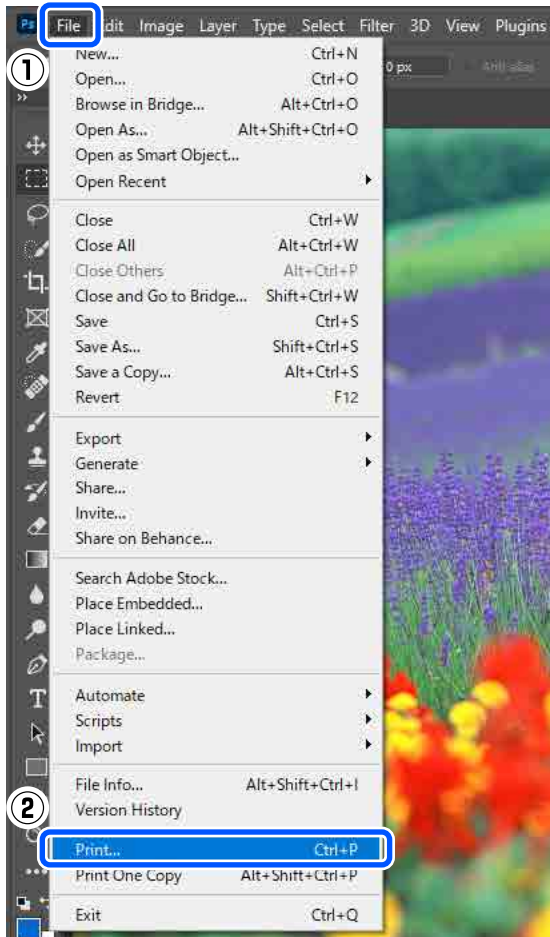 Ps File Edit Image Layer Type Select Filter 3D View Plugins
①
0 px Anti-alias
New... Ctrl+N
Open... Ctrl+O
Browse in Bridge... Alt+Ctrl+O
Open As... Alt+Shift+Ctrl+O
Open as Smart Object...
Open Recent
Close Ctrl+W
Close All Alt+Ctrl+W
Close Others Alt+Ctrl+P
Close and Go to Bridge... Shift+Ctrl+W
Save Ctrl+S
Save As... Shift+Ctrl+S
Save a Copy... Alt+Ctrl+S
Revert F12
Export
Generate
Share...
Invite...
Share on Behance...
Search Adobe Stock...
Place Embedded...
Place Linked...
Package...
Automate
Scripts
Import
File Info... Alt+Shift+Ctrl+I
Version History
②
Print... Ctrl+P
Print One Copy Alt+Shift+Ctrl+P
Exit Ctrl+Q